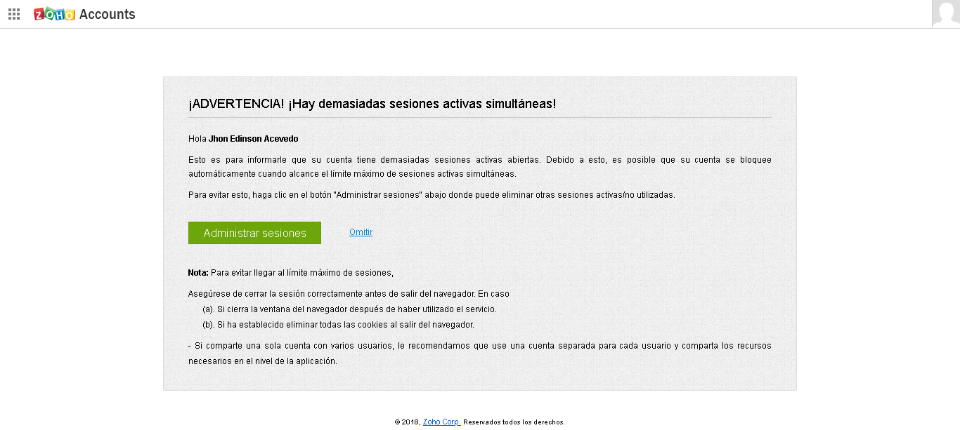 ZOHO Accounts
¡ADVERTENCIA! ¡Hay demasiadas sesiones activas simultáneas!
Hola Jhon Edinson Acevedo
Esto es para informarle que su cuenta tiene demasiadas sesiones activas abiertas. Debido a esto, es posible que su cuenta se bloquee
automáticamente cuando alcance el límite máximo de sesiones activas simultáneas.
Para evitar esto, haga clic en el botón "Administrar sesiones" abajo donde puede eliminar otras sesiones activas/no utilizadas.
Administrar sesiones Omitir
Nota: Para evitar llegar al límite máximo de sesiones,
Asegúrese de cerrar la sesión correctamente antes de salir del navegador. En caso
(a). Si cierra la ventana del navegador después de haber utilizado el servicio.
(b). Si ha establecido eliminar todas las cookies al salir del navegador.
- Si comparte una sola cuenta con varios usuarios, le recomendamos que use una cuenta separada para cada usuario y comparta los recursos
necesarios en el nivel de la aplicación.
© 2018, Zoho Corp. Reservados todos los derechos.